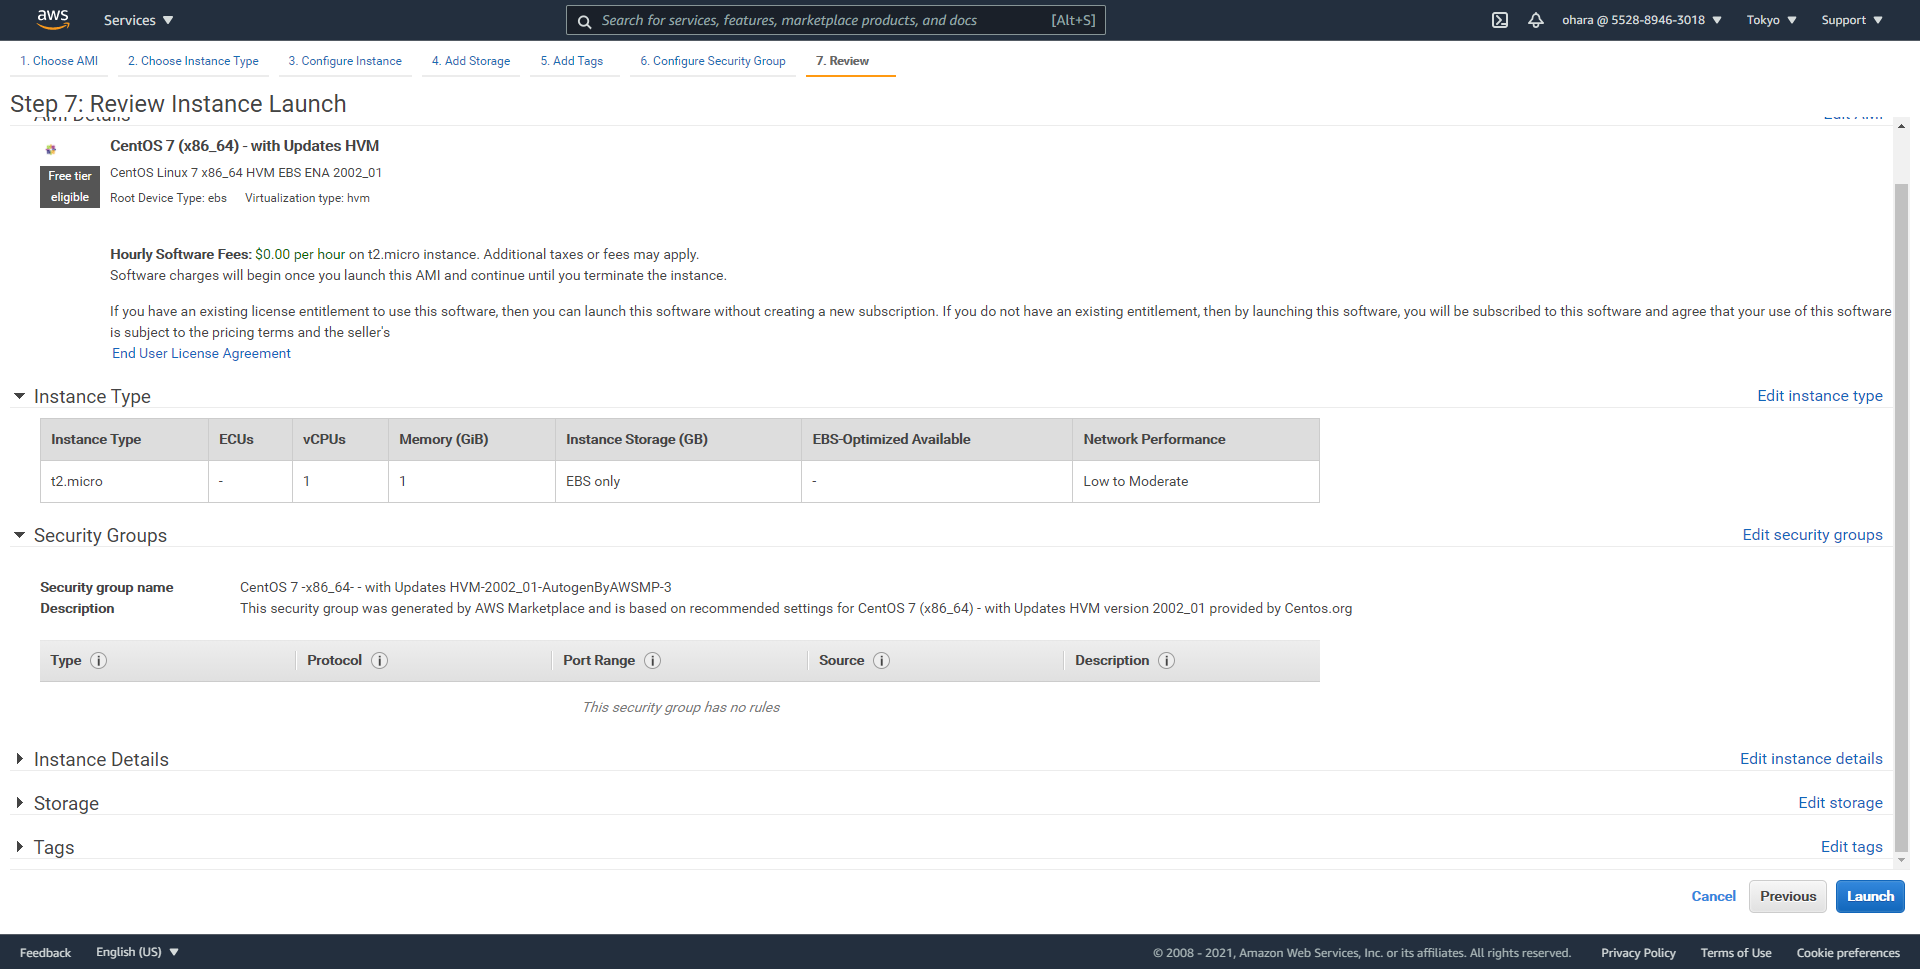 aws
Services
Search for services, features, marketplace products, and docs
[Alt+S]
ohara @ 5528-8946-3018
Tokyo
Support
1. Choose AMI
2. Choose Instance Type
3. Configure Instance
4. Add Storage
5. Add Tags
6. Configure Security Group
7. Review
Step 7: Review Instance Launch
AMI Details
Edit AMI
CentOS 7 (x86_64) - with Updates HVM
Free tier
eligible
CentOS Linux 7 x86_64 HVM EBS ENA 2002_01
Root Device Type: ebs
Virtualization type: hvm
Hourly Software Fees: $0.00 per hour on t2.micro instance. Additional taxes or fees may apply.
Software charges will begin once you launch this AMI and continue until you terminate the instance.
If you have an existing license entitlement to use this software, then you can launch this software without creating a new subscription. If you do not have an existing entitlement, then by launching this software, you will be subscribed to this software and agree that your use of this software
is subject to the pricing terms and the seller's
End User License Agreement
Instance Type
Edit instance type
Instance Type
ECUs
vCPUs
Memory (GiB)
Instance Storage (GB)
EBS-Optimized Available
Network Performance
t2.micro
-
1
1
EBS only
-
Low to Moderate
Security Groups
Edit security groups
Security group name
CentOS 7 -x86_64- - with Updates HVM-2002_01-AutogenByAWSMP-3
Description
This security group was generated by AWS Marketplace and is based on recommended settings for CentOS 7 (x86_64) - with Updates HVM version 2002_01 provided by Centos.org
Type
Protocol
Port Range
Source
Description
This security group has no rules
Instance Details
Edit instance details
Storage
Edit storage
Tags
Edit tags
Cancel
Previous
Launch
Feedback
English (US)
© 2008 - 2021, Amazon Web Services, Inc. or its affiliates. All rights reserved.
Privacy Policy
Terms of Use
Cookie preferences